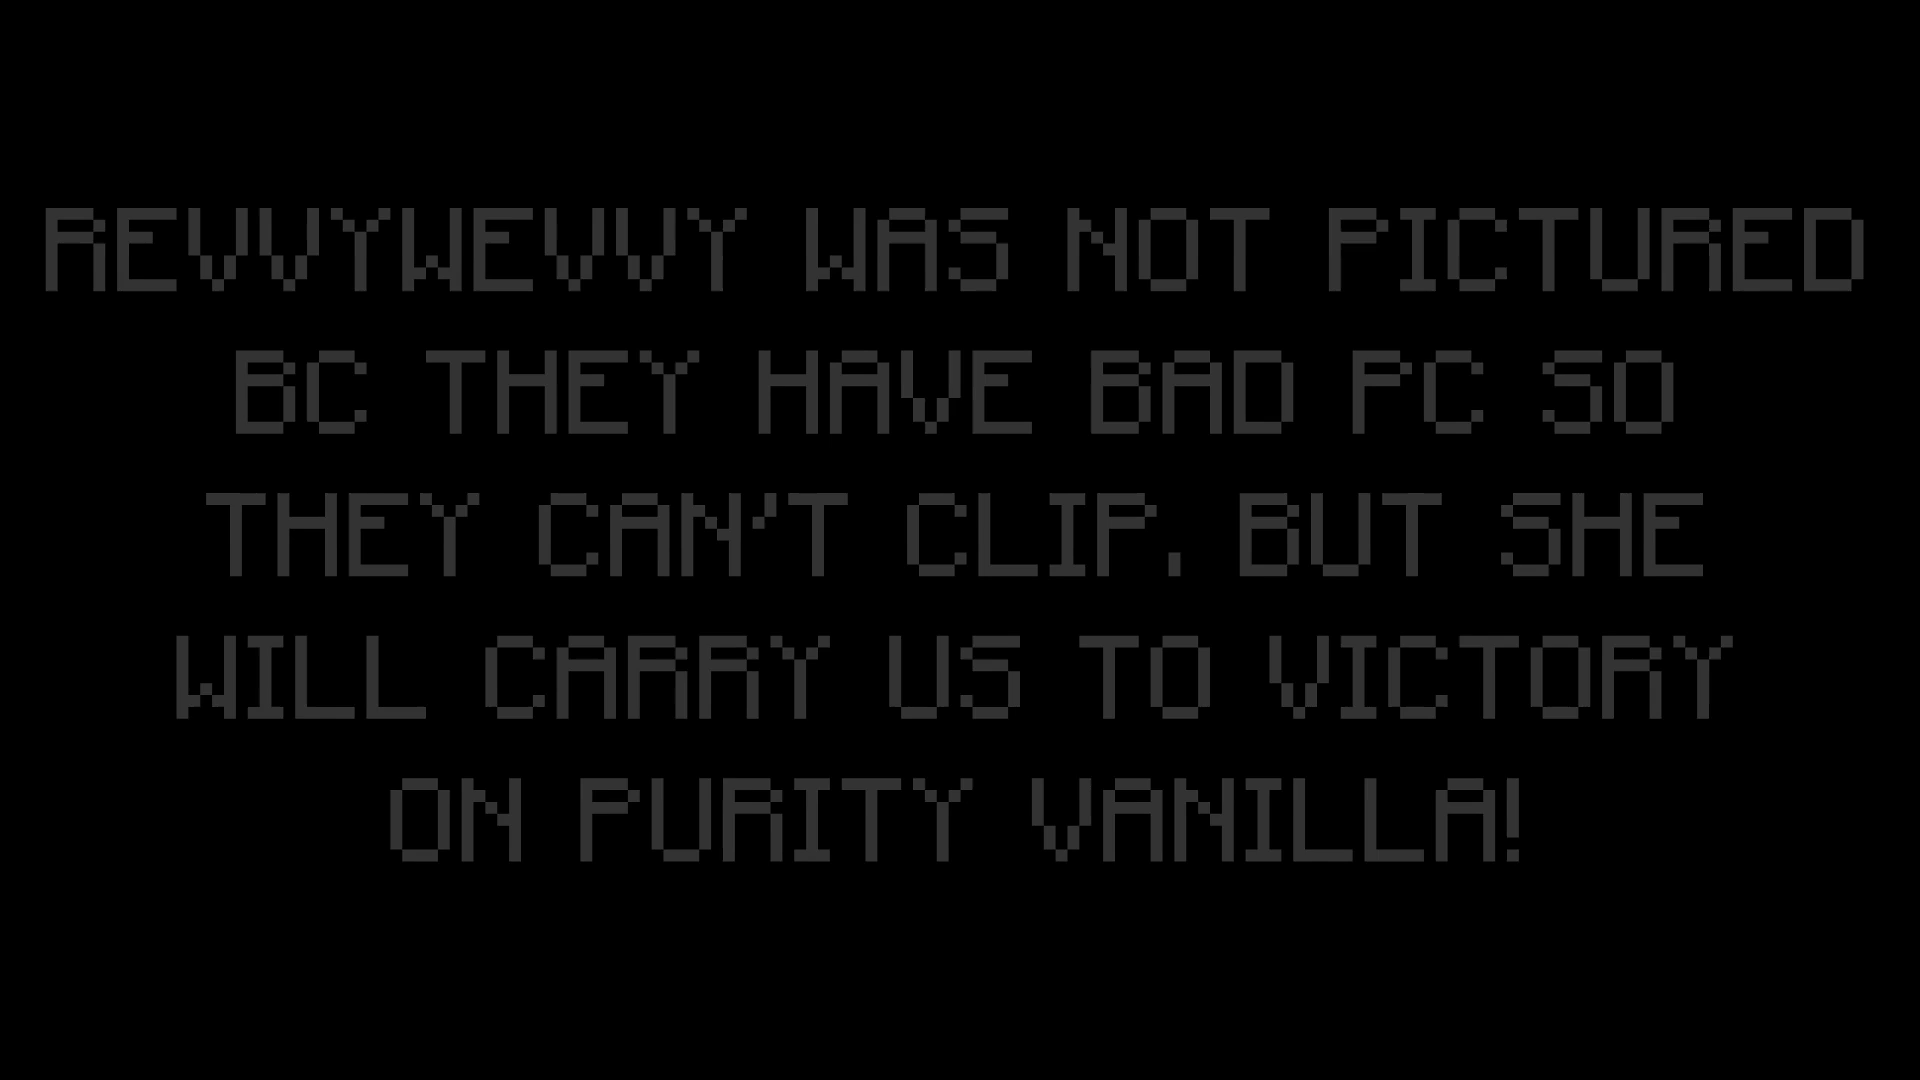 REVVYWEVVY WAS NOT PICTURED
BC THEY HAVE BAD PC SO
THEY CAN'T CLIP, BUT SHE
WILL CARRY US TO VICTORY
ON PURITY VANILLA!